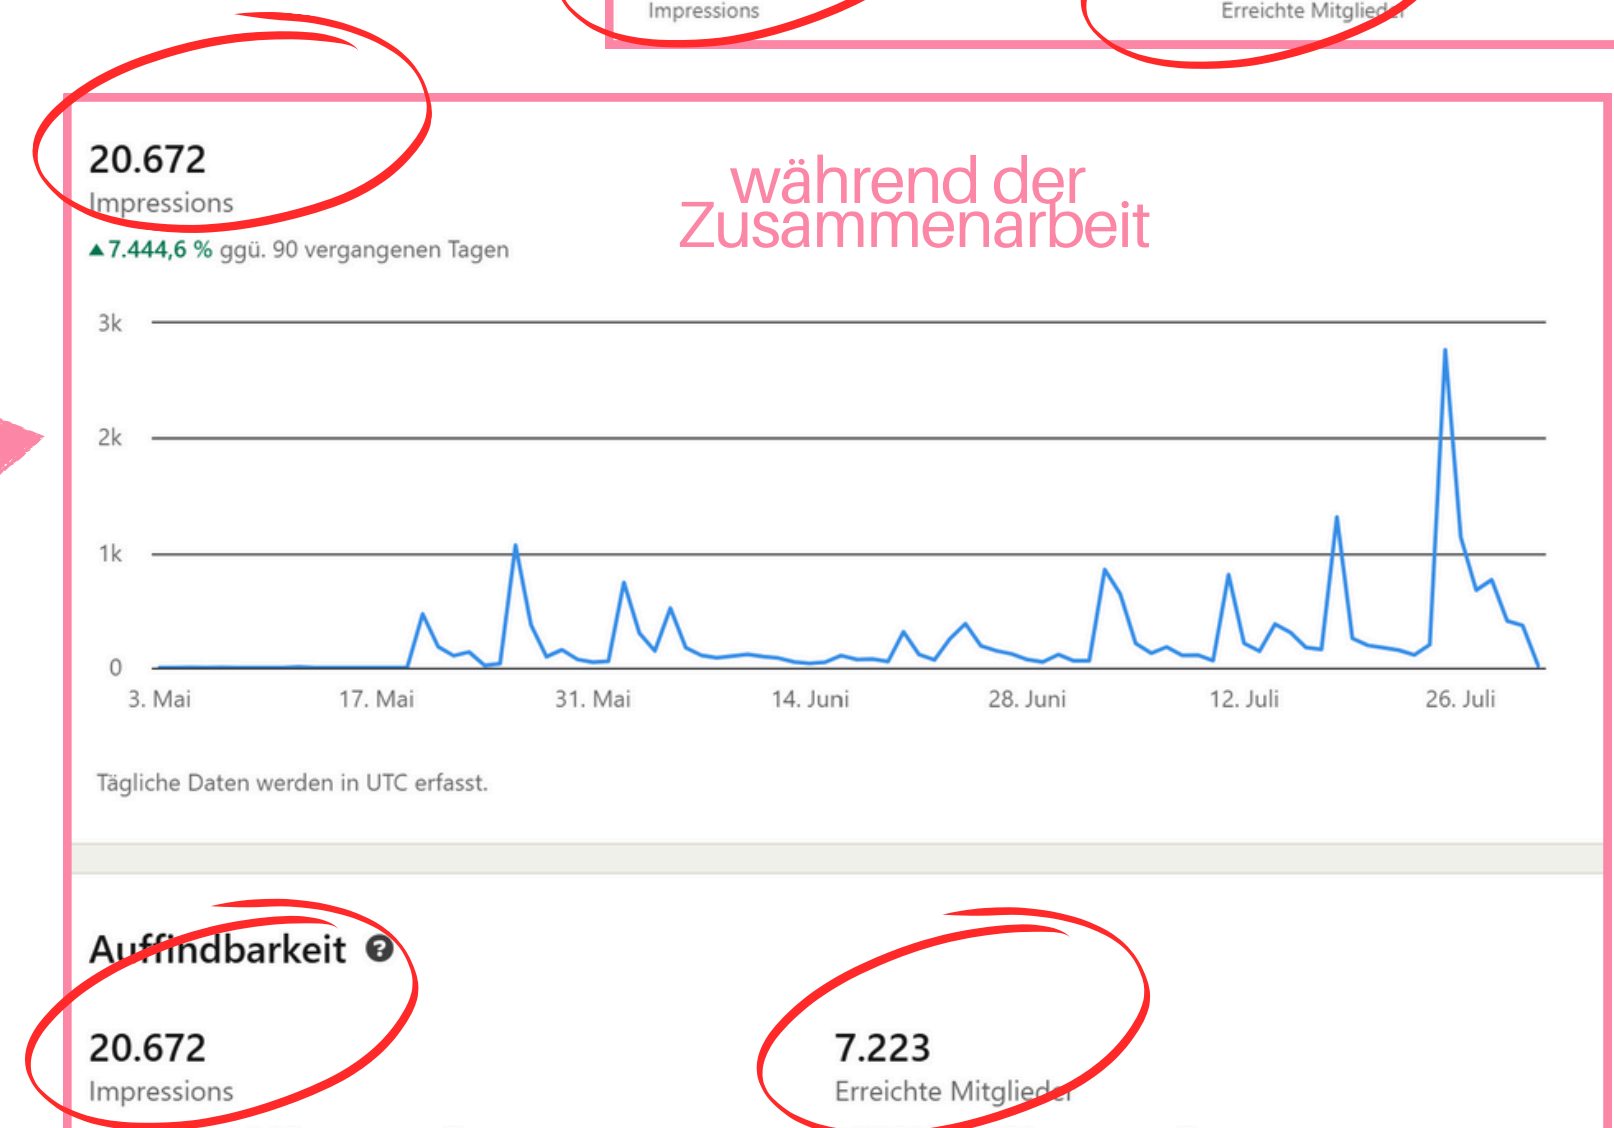 Impressions
Erreichte Mitglieder
20.672
Impressions
▲7.444,6 % ggü. 90 vergangenen Tagen
während der
Zusammenarbeit
3k
2k
1k
0
3. Mai 17. Mai 31. Mai 14. Juni 28. Juni 12. Juli 26. Juli
Tägliche Daten werden in UTC erfasst.
Auffindbarkeit ?
20.672
7.223
Impressions
Erreichte Mitglieder